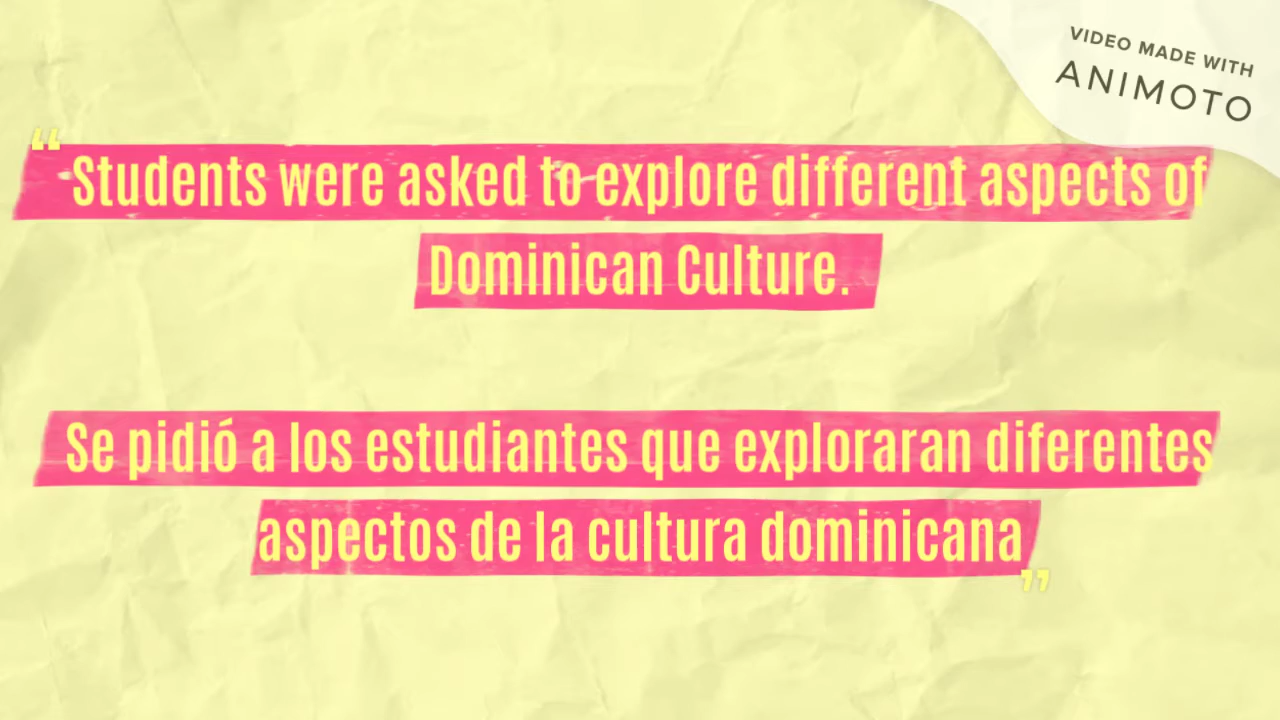 VIDEO MADE WITH
ANIMOTO
“
Students were asked to explore different aspects of
Dominican Culture.
Se pidió a los estudiantes que exploraran diferentes
aspectos de la cultura dominicana
”